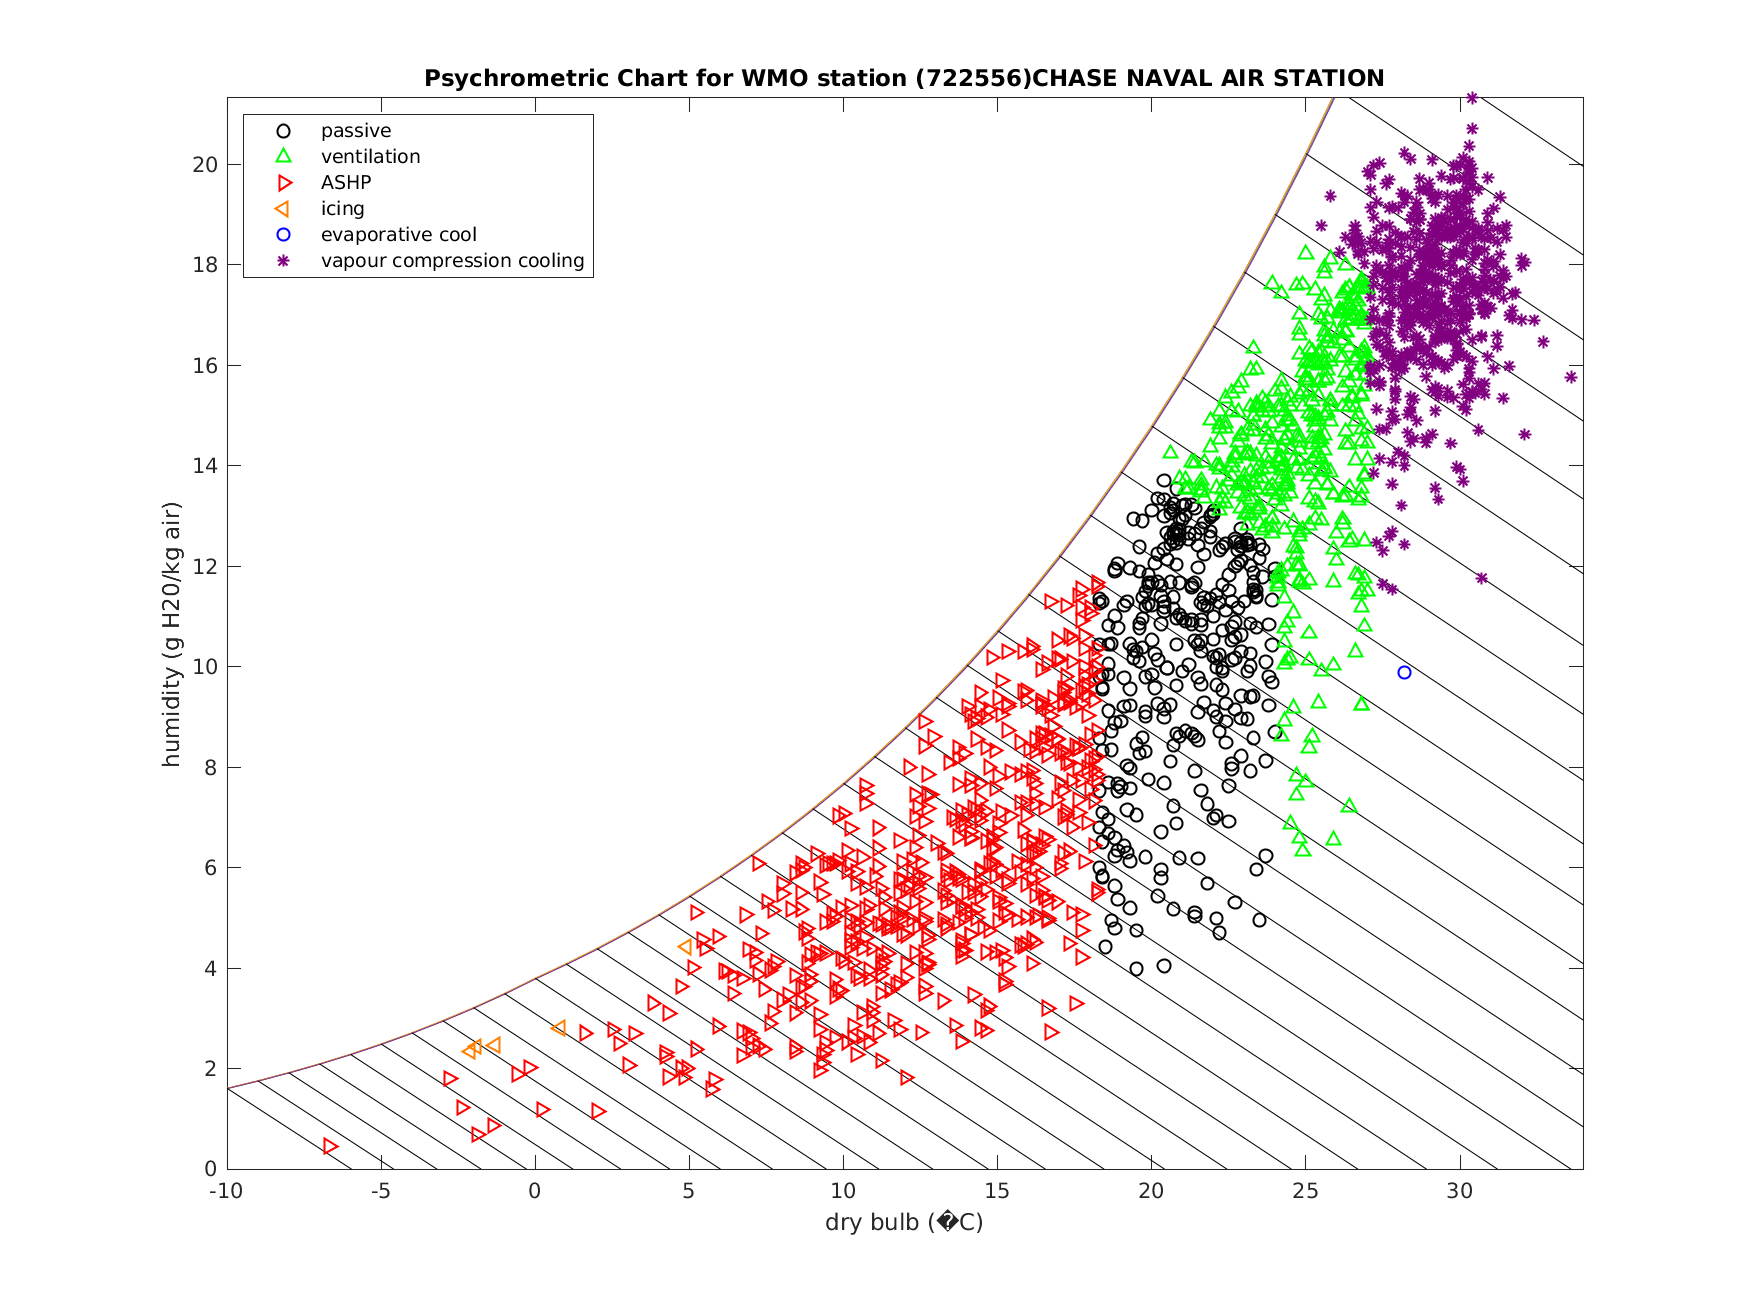 Psychrometric Chart for WMO station (722556)CHASE NAVAL AIR STATION
passive
ventilation
ASHP
icing
evaporative cool
vapour compression cooling
humidity (g H20/kg air)
20
18
16
14
12
10
8
6
4
2
0
-10 -5 0 5 10 15 20 25 30
dry bulb (�C)